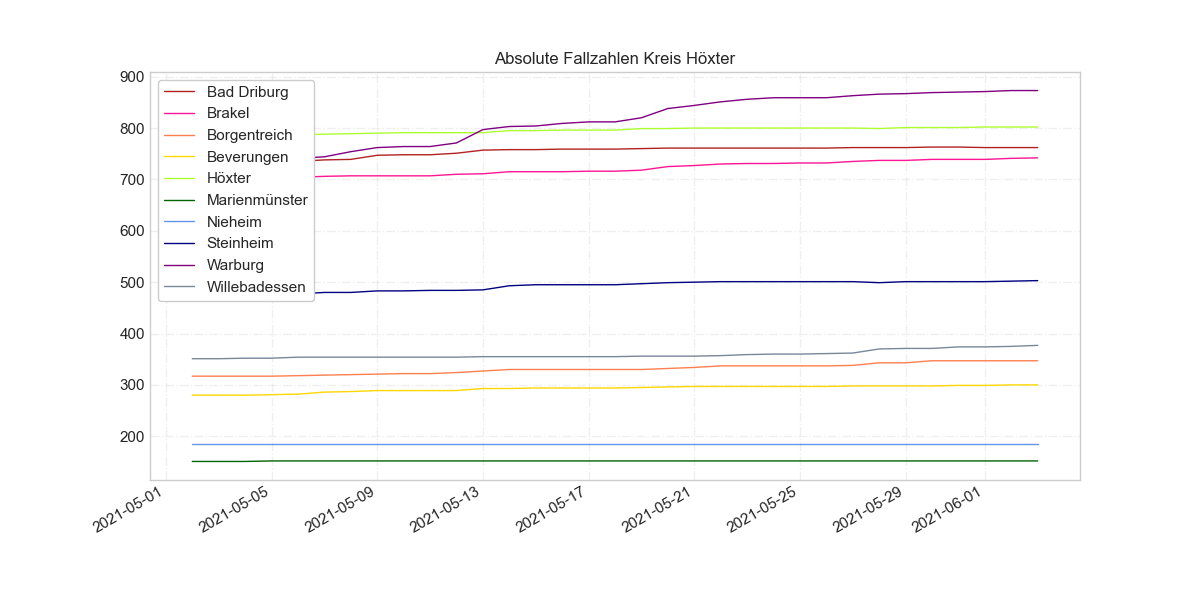 Absolute Fallzahlen Kreis Höxter
900
800
700
600
500
400
300
200
Bad Driburg
Brakel
Borgentreich
Beverungen
Höxter
Marienmünster
Nieheim
Steinheim
Warburg
Willebadessen
2021-05-01
2021-05-05
2021-05-09
2021-05-13
2021-05-17
2021-05-21
2021-05-25
2021-05-29
2021-06-01